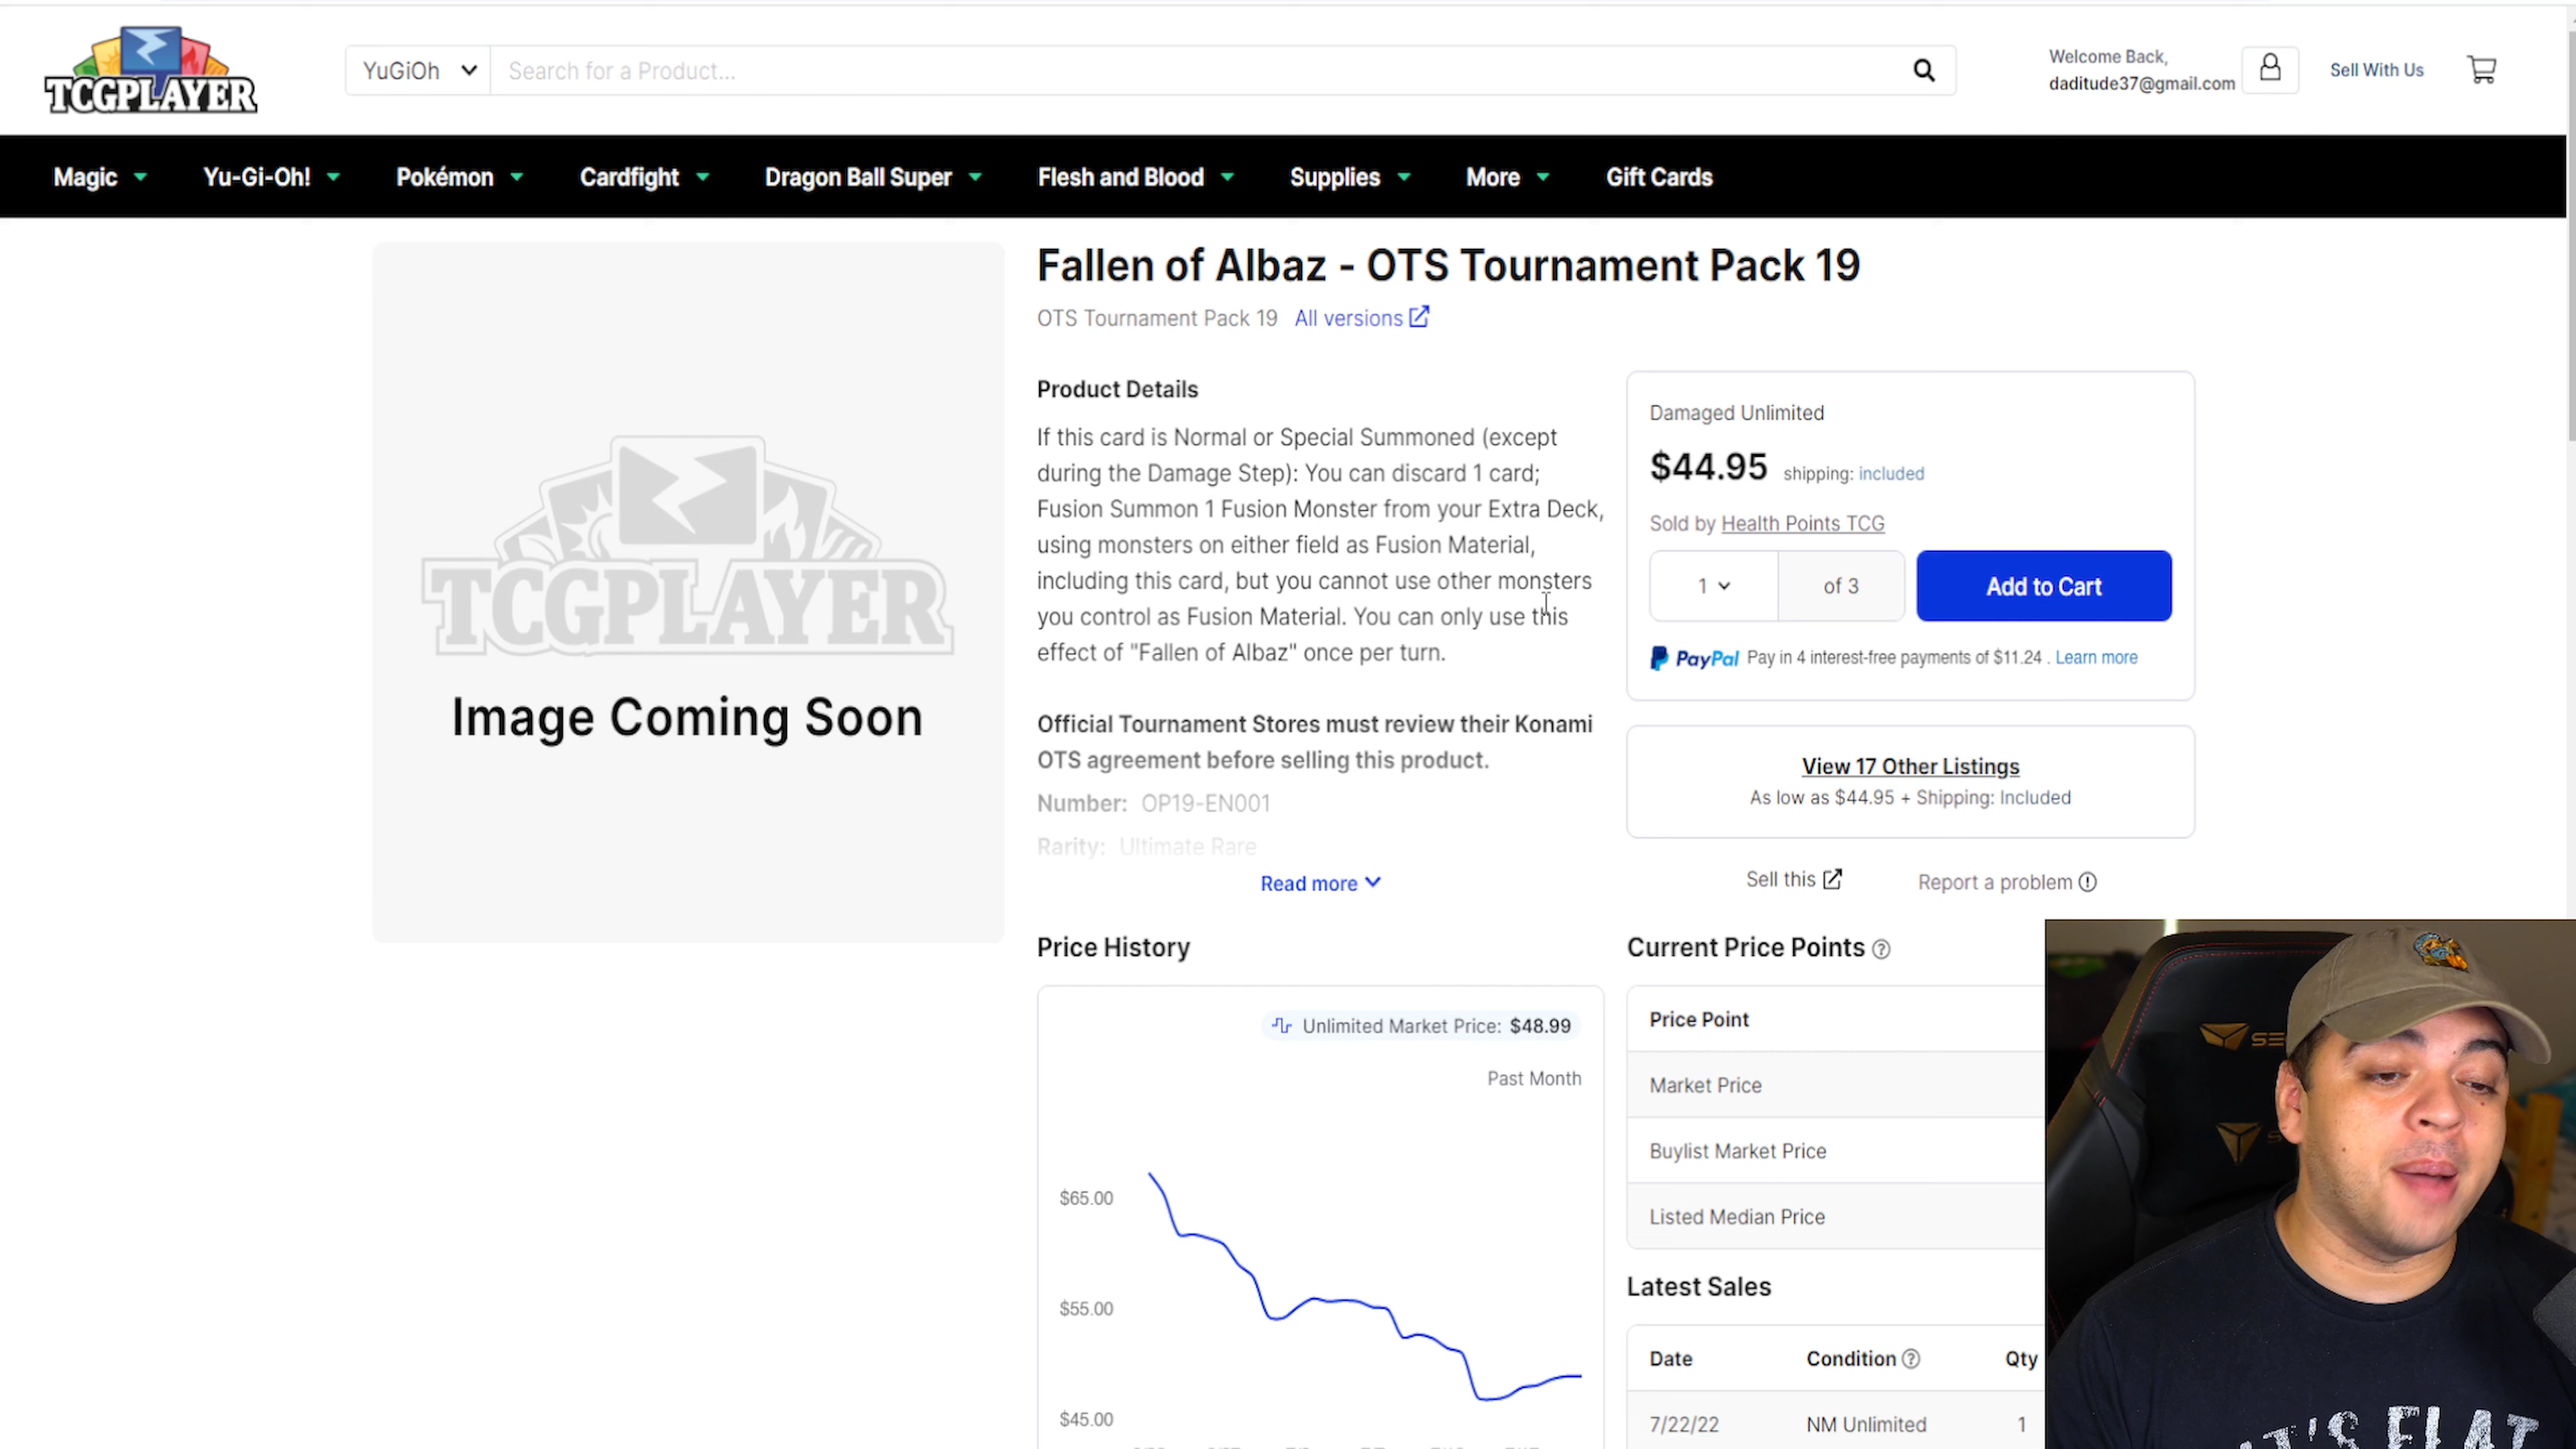 TCGPLAYER
YuGiOh
Search for a Product...
Welcome Back,
daditude37@gmail.com
Sell With Us
Magic
Yu-Gi-Oh!
Pokémon
Cardfight
Dragon Ball Super
Flesh and Blood
Supplies
More
Gift Cards
TCGPLAYER
Image Coming Soon
Fallen of Albaz - OTS Tournament Pack 19
OTS Tournament Pack 19 All versions
Product Details
If this card is Normal or Special Summoned (except
during the Damage Step): You can discard 1 card;
Fusion Summon 1 Fusion Monster from your Extra Deck,
using monsters on either field as Fusion Material,
including this card, but you cannot use other monsters
you control as Fusion Material. You can only use this
effect of "Fallen of Albaz" once per turn.
Official Tournament Stores must review their Konami
OTS agreement before selling this product.
Number: OP19-EN001
Rarity: Ultimate Rare
Read more
Damaged Unlimited
$44.95 shipping: included
Sold by Health Points TCG
1 of 3 Add to Cart
PayPal Pay in 4 interest-free payments of $11.24 . Learn more
View 17 Other Listings
As low as $44.95 + Shipping: Included
Sell this
Report a problem
Price History
Unlimited Market Price: $48.99
Past Month
$65.00
$55.00
$45.00
Current Price Points
Price Point
Market Price
Buylist Market Price
Listed Median Price
Latest Sales
Date Condition Qty
7/22/22 NM Unlimited 1
IT'S FLAT